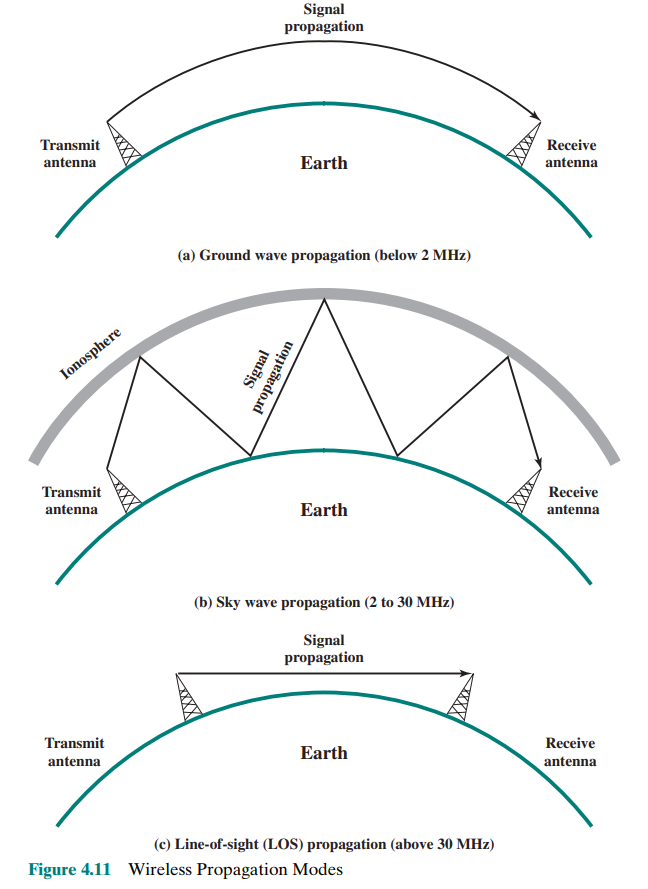 Signal
propagation
Transmit
antenna
Earth
Receive
antenna
(a) Ground wave propagation (below 2 MHz)
Ionosphere
Signal
propagation
Transmit
antenna
Earth
Receive
antenna
(b) Sky wave propagation (2 to 30 MHz)
Signal
propagation
Transmit
antenna
Earth
Receive
antenna
(c) Line-of-sight (LOS) propagation (above 30 MHz)
Figure 4.11 Wireless Propagation Modes